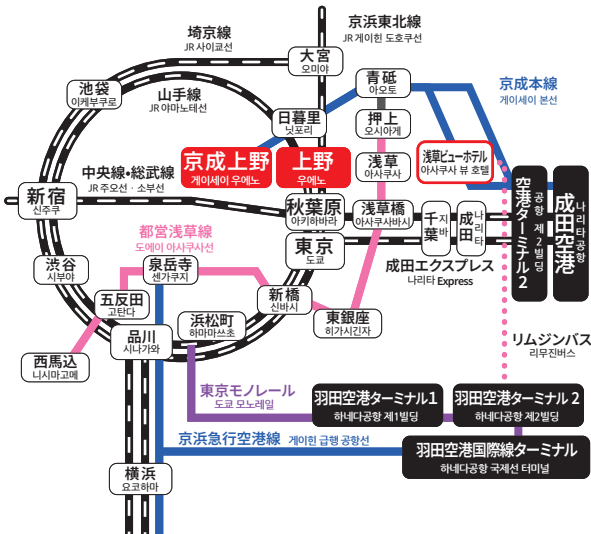 埼京線
JR 사이쿄선
京浜東北線
JR 게이힌 도호쿠선
大宮
오미야
池袋
이케부쿠로
山手線
JR 야마노테선
青砥
아오토
京成本線
게이세이 본선
日暮里
닛포리
押上
오시아게
京成上野
게이세이 우에노
上野
우에노
浅草
아사쿠사
浅草ビューホテル
아사쿠사 뷰 호텔
中央線•総武線
JR 주오선 · 소부선
新宿
신주쿠
秋葉原
아키하바라
浅草橋
아사쿠사바시
千葉
지바
成田
나리타
空港ターミナル2
공항 제2빌딩
成田空港
나리타공항
都営浅草線
도에이 아사쿠사선
東京
도쿄
成田エクスプレス
나리타 Express
渋谷
시부야
泉岳寺
센가쿠지
五反田
고탄다
新橋
신바시
東銀座
히가시긴자
浜松町
하마마쓰초
品川
시나가와
リムジンバス
리무진버스
西馬込
니시마고메
東京モノレール
도쿄 모노레일
羽田空港ターミナル1
하네다공항 제1빌딩
羽田空港ターミナル 2
하네다공항 제2빌딩
京浜急行空港線 게이힌 급행 공항선
羽田空港国際線ターミナル
하네다공항 국제선 터미널
横浜
요코하마